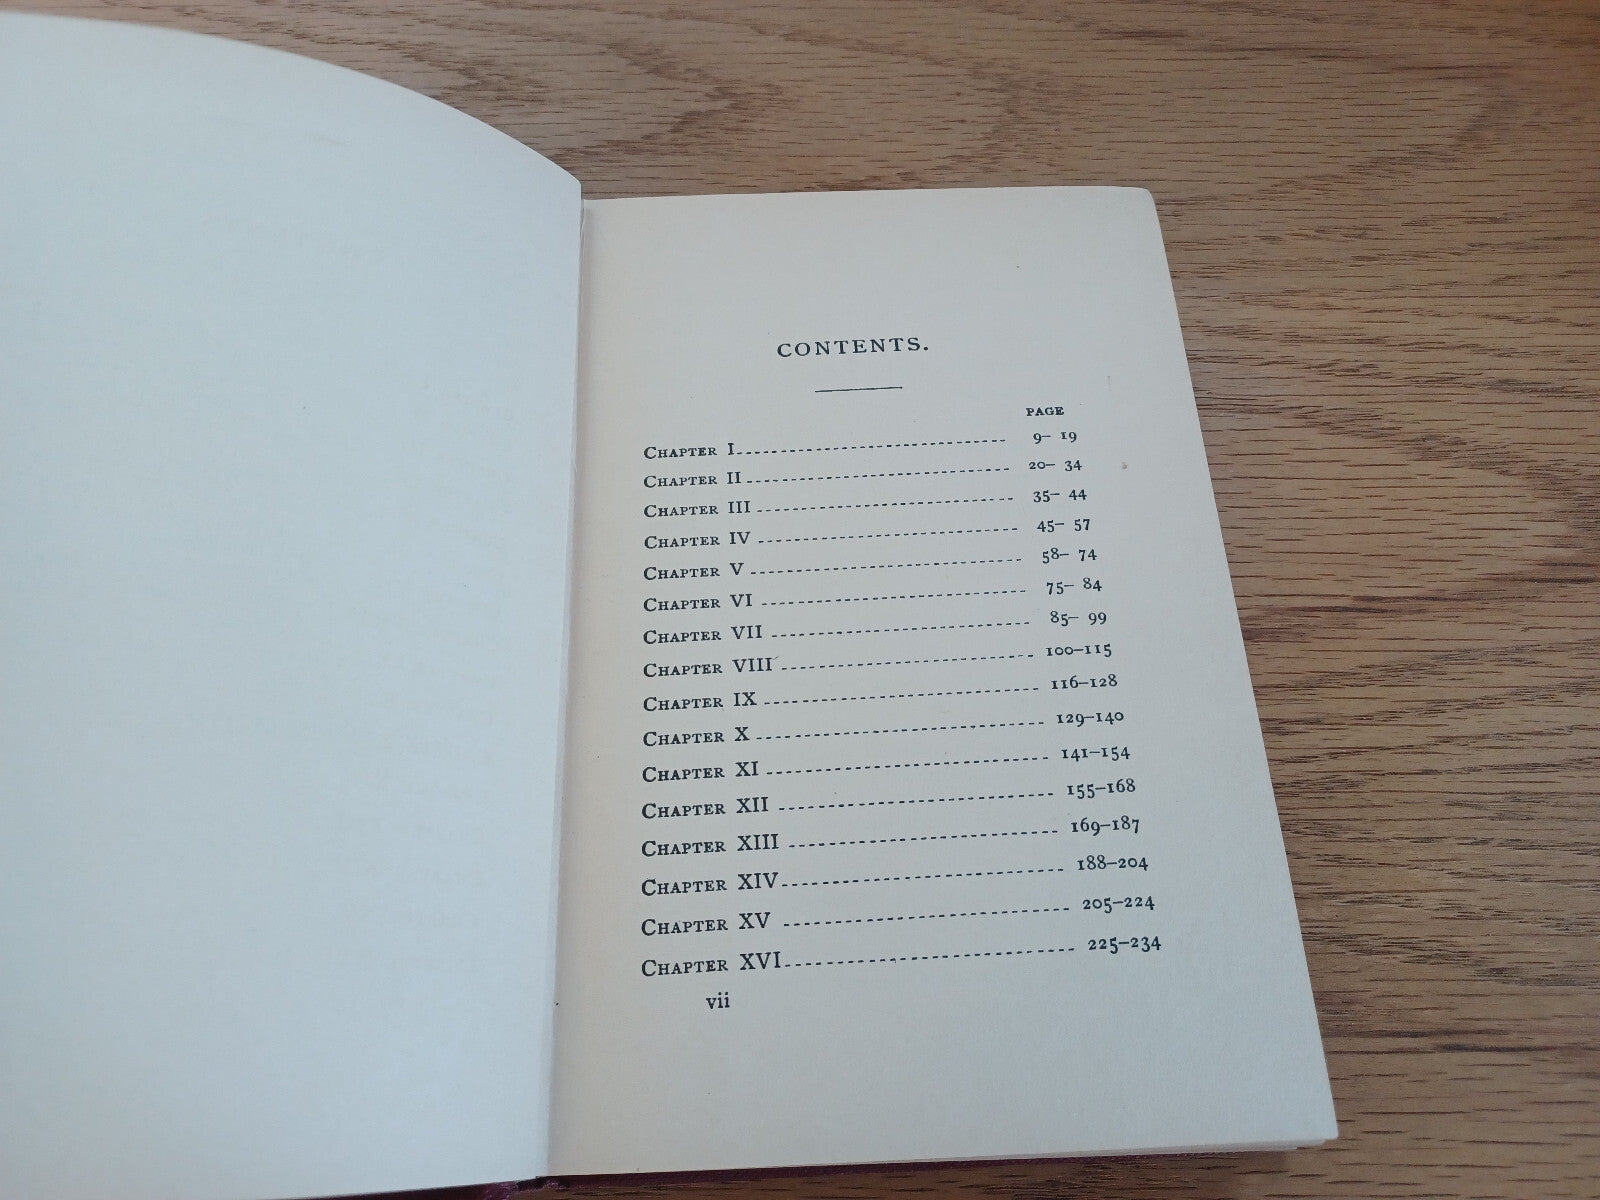 CONTENTS.
PAGE
CHAPTER I 9– 19
CHAPTER II 20– 34
CHAPTER III 35– 44
CHAPTER IV 45– 57
CHAPTER V 58– 74
CHAPTER VI 75– 84
CHAPTER VII 85– 99
CHAPTER VIII 100–115
CHAPTER IX 116–128
CHAPTER X 129–140
CHAPTER XI 141–154
CHAPTER XII 155–168
CHAPTER XIII 169–187
CHAPTER XIV 188–204
CHAPTER XV 205–224
CHAPTER XVI 225–234
vii